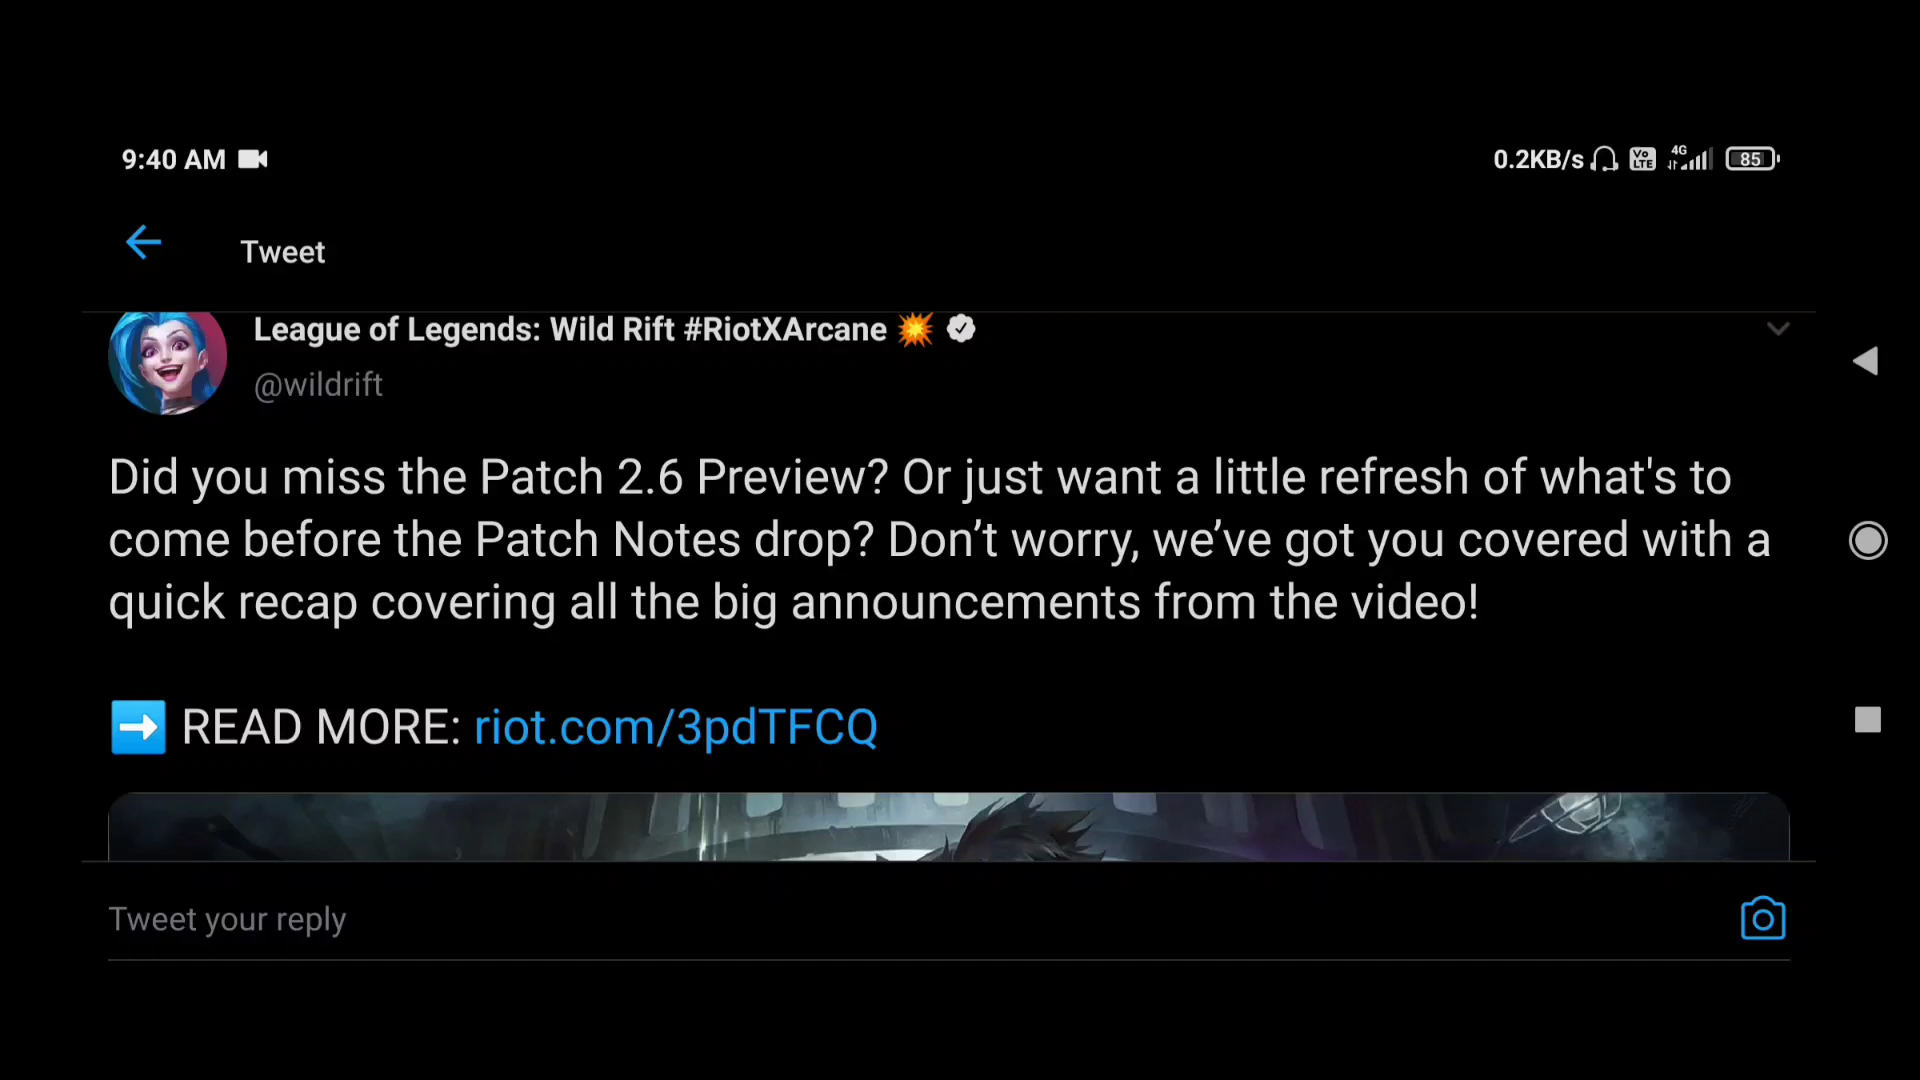 9:40 AM
0.2KB/s Vo LTE 4G 85
Tweet
League of Legends: Wild Rift #RiotXArcane 💥
@wildrift
Did you miss the Patch 2.6 Preview? Or just want a little refresh of what's to
come before the Patch Notes drop? Don’t worry, we’ve got you covered with a
quick recap covering all the big announcements from the video!
➡️ READ MORE: riot.com/3pdTFCQ
Tweet your reply